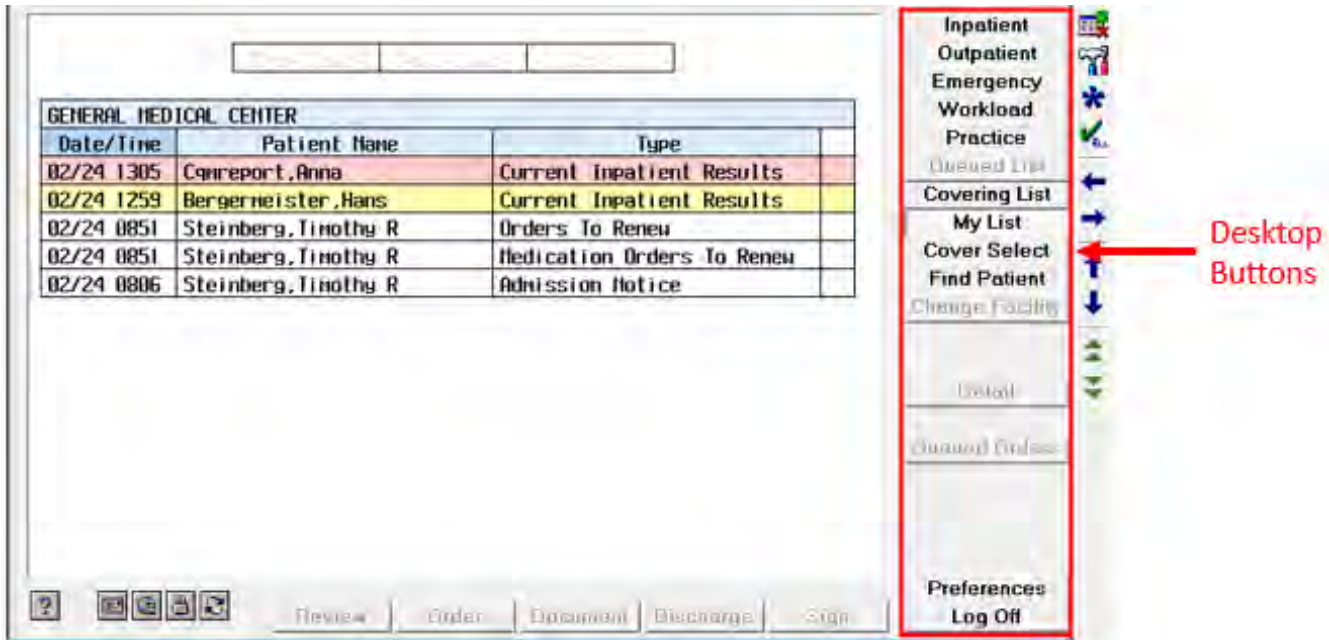 GENERAL MEDICAL CENTER
Date/Time Patient Name Type
02/24 1305 Cqmreport,Anna Current Inpatient Results
02/24 1259 Bergermeister,Hans Current Inpatient Results
02/24 0851 Steinberg,Timothy R Orders To Renew
02/24 0851 Steinberg,Timothy R Medication Orders To Renew
02/24 0806 Steinberg,Timothy R Admission Notice
Inpatient
Outpatient
Emergency
Workload
Practice
Queued List
Covering List
My List
Cover Select
Find Patient
Change Facility
Detail
Queued Orders
Preferences
Log Off
Desktop
Buttons
?
Review Order Document Discharge Sign